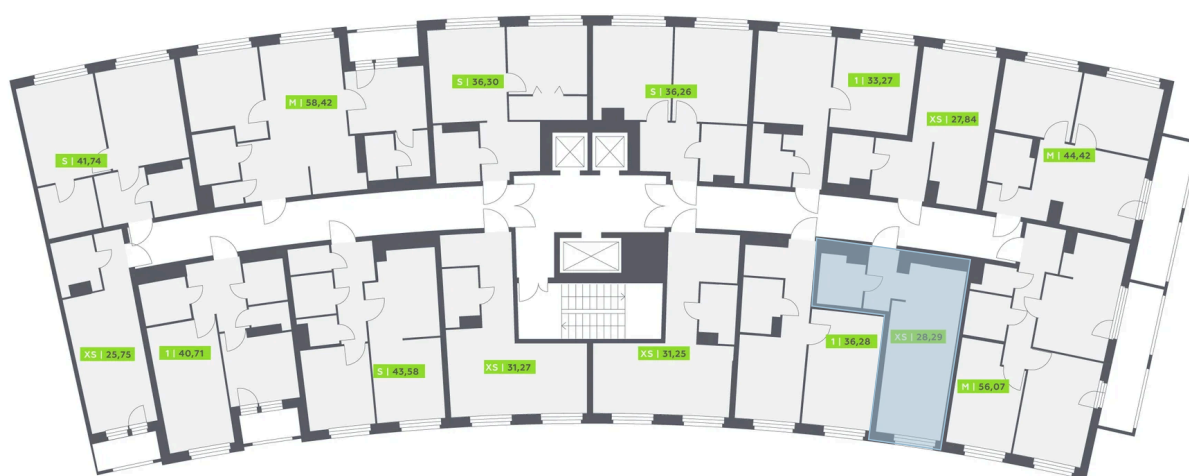 S | 36,30
1 | 33,27
S | 36,26
M | 58,42
XS | 27,84
S | 41,74
M | 44,42
1 | 36,28
XS | 28,29
XS | 25,75
1 | 40,71
XS | 31,25
XS | 31,27
S | 43,58
M | 56,07